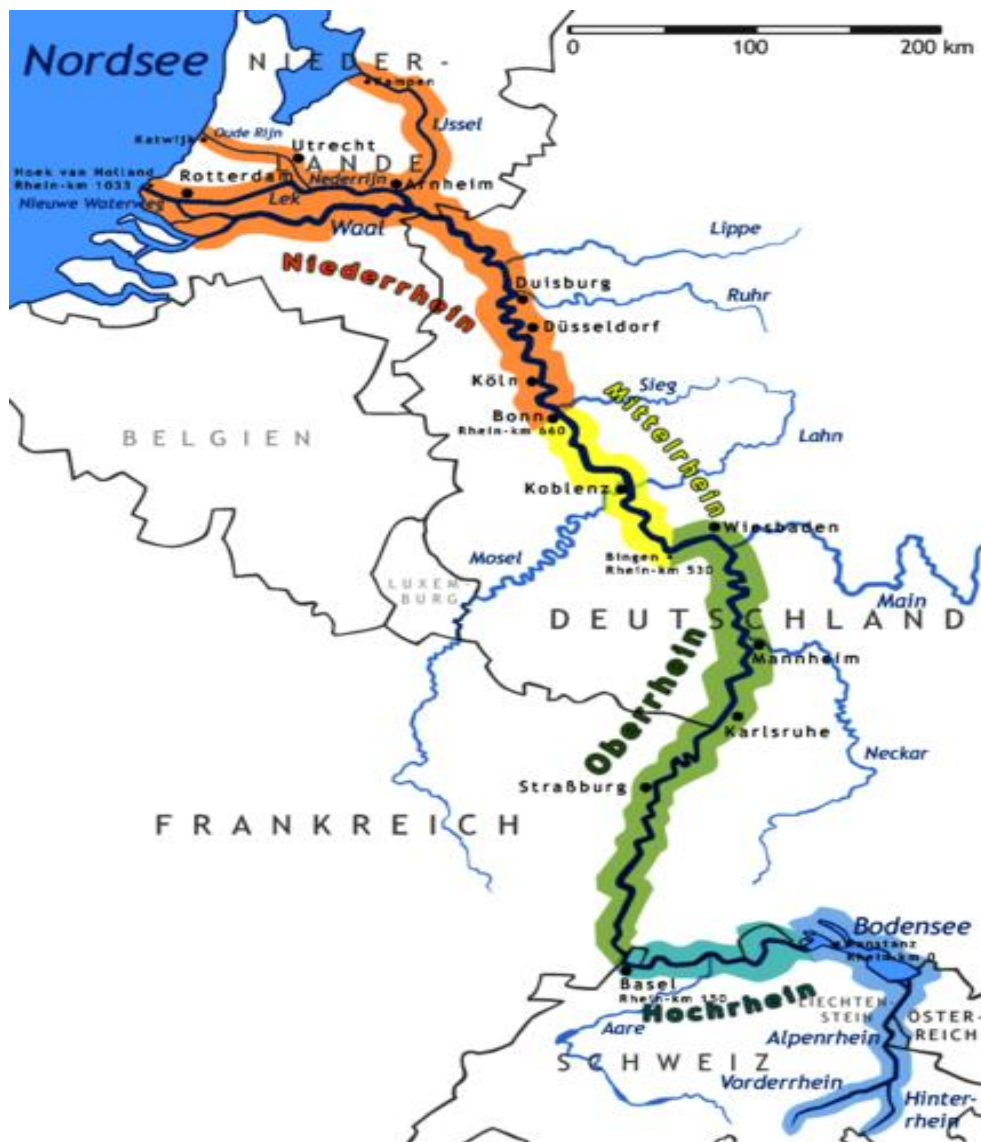 0 100 200 km
Nordsee
NIEDER-
LANDE
Kampen
IJssel
Katwijk
Oude Rijn
Utrecht
Hoek van Holland
Rhein-km 1033
Rotterdam
Nederrijn
Arnheim
Nieuwe Waterweg
Lek
Waal
Lippe
Niederrhein
Duisburg
Ruhr
Düsseldorf
Köln
Sieg
Mittelrhein
Bonn
Rhein-km 660
BELGIEN
Lahn
Koblenz
Wiesbaden
Mosel
Bingen
Rhein-km 530
LUXEM
BURG
Main
DEUTSCHLAND
Mannheim
Oberrhein
Karlsruhe
Neckar
Straßburg
FRANKREICH
Bodensee
Konstanz
Rhein-km 0
Basel
Rhein-km 150
Hochrhein
LIECHTEN-
STEIN
ÖSTER-
REICH
Aare
Alpenrhein
SCHWEIZ
Vorderrhein
Hinter-
rhein